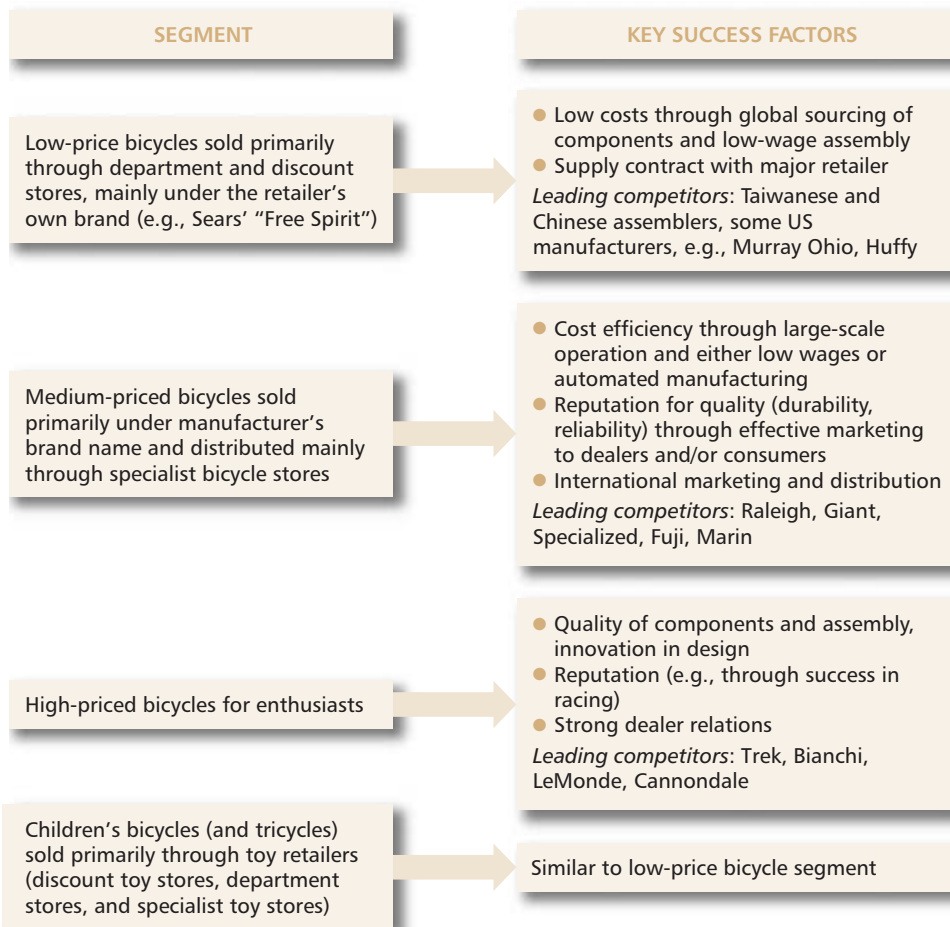 SEGMENT
KEY SUCCESS FACTORS
Low-price bicycles sold primarily
through department and discount
stores, mainly under the retailer’s
own brand (e.g., Sears’ “Free Spirit”)
● Low costs through global sourcing of
components and low-wage assembly
● Supply contract with major retailer
Leading competitors: Taiwanese and
Chinese assemblers, some US
manufacturers, e.g., Murray Ohio, Huffy
Medium-priced bicycles sold
primarily under manufacturer’s
brand name and distributed mainly
through specialist bicycle stores
● Cost efficiency through large-scale
operation and either low wages or
automated manufacturing
● Reputation for quality (durability,
reliability) through effective marketing
to dealers and/or consumers
● International marketing and distribution
Leading competitors: Raleigh, Giant,
Specialized, Fuji, Marin
High-priced bicycles for enthusiasts
● Quality of components and assembly,
innovation in design
● Reputation (e.g., through success in
racing)
● Strong dealer relations
Leading competitors: Trek, Bianchi,
LeMonde, Cannondale
Children’s bicycles (and tricycles)
sold primarily through toy retailers
(discount toy stores, department
stores, and specialist toy stores)
Similar to low-price bicycle segment